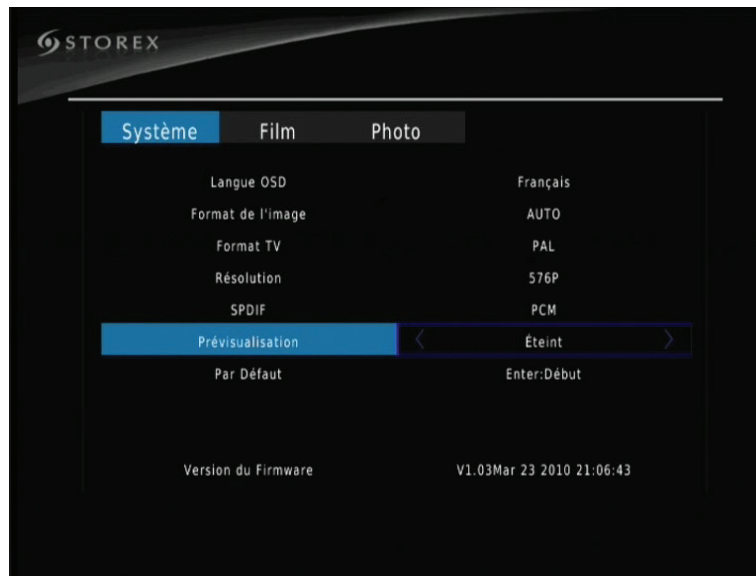 STOREX
Système Film Photo
Langue OSD Français
Format de l'image AUTO
Format TV PAL
Résolution 576P
SPDIF PCM
Prévisualisation Éteint
Par Défaut Enter:Début
Version du Firmware V1.03Mar 23 2010 21:06:43